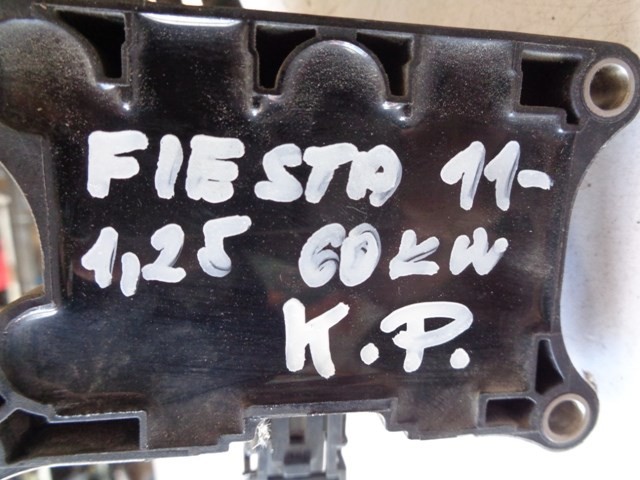 FIESTA 11-
1,25 60KW
K.P.